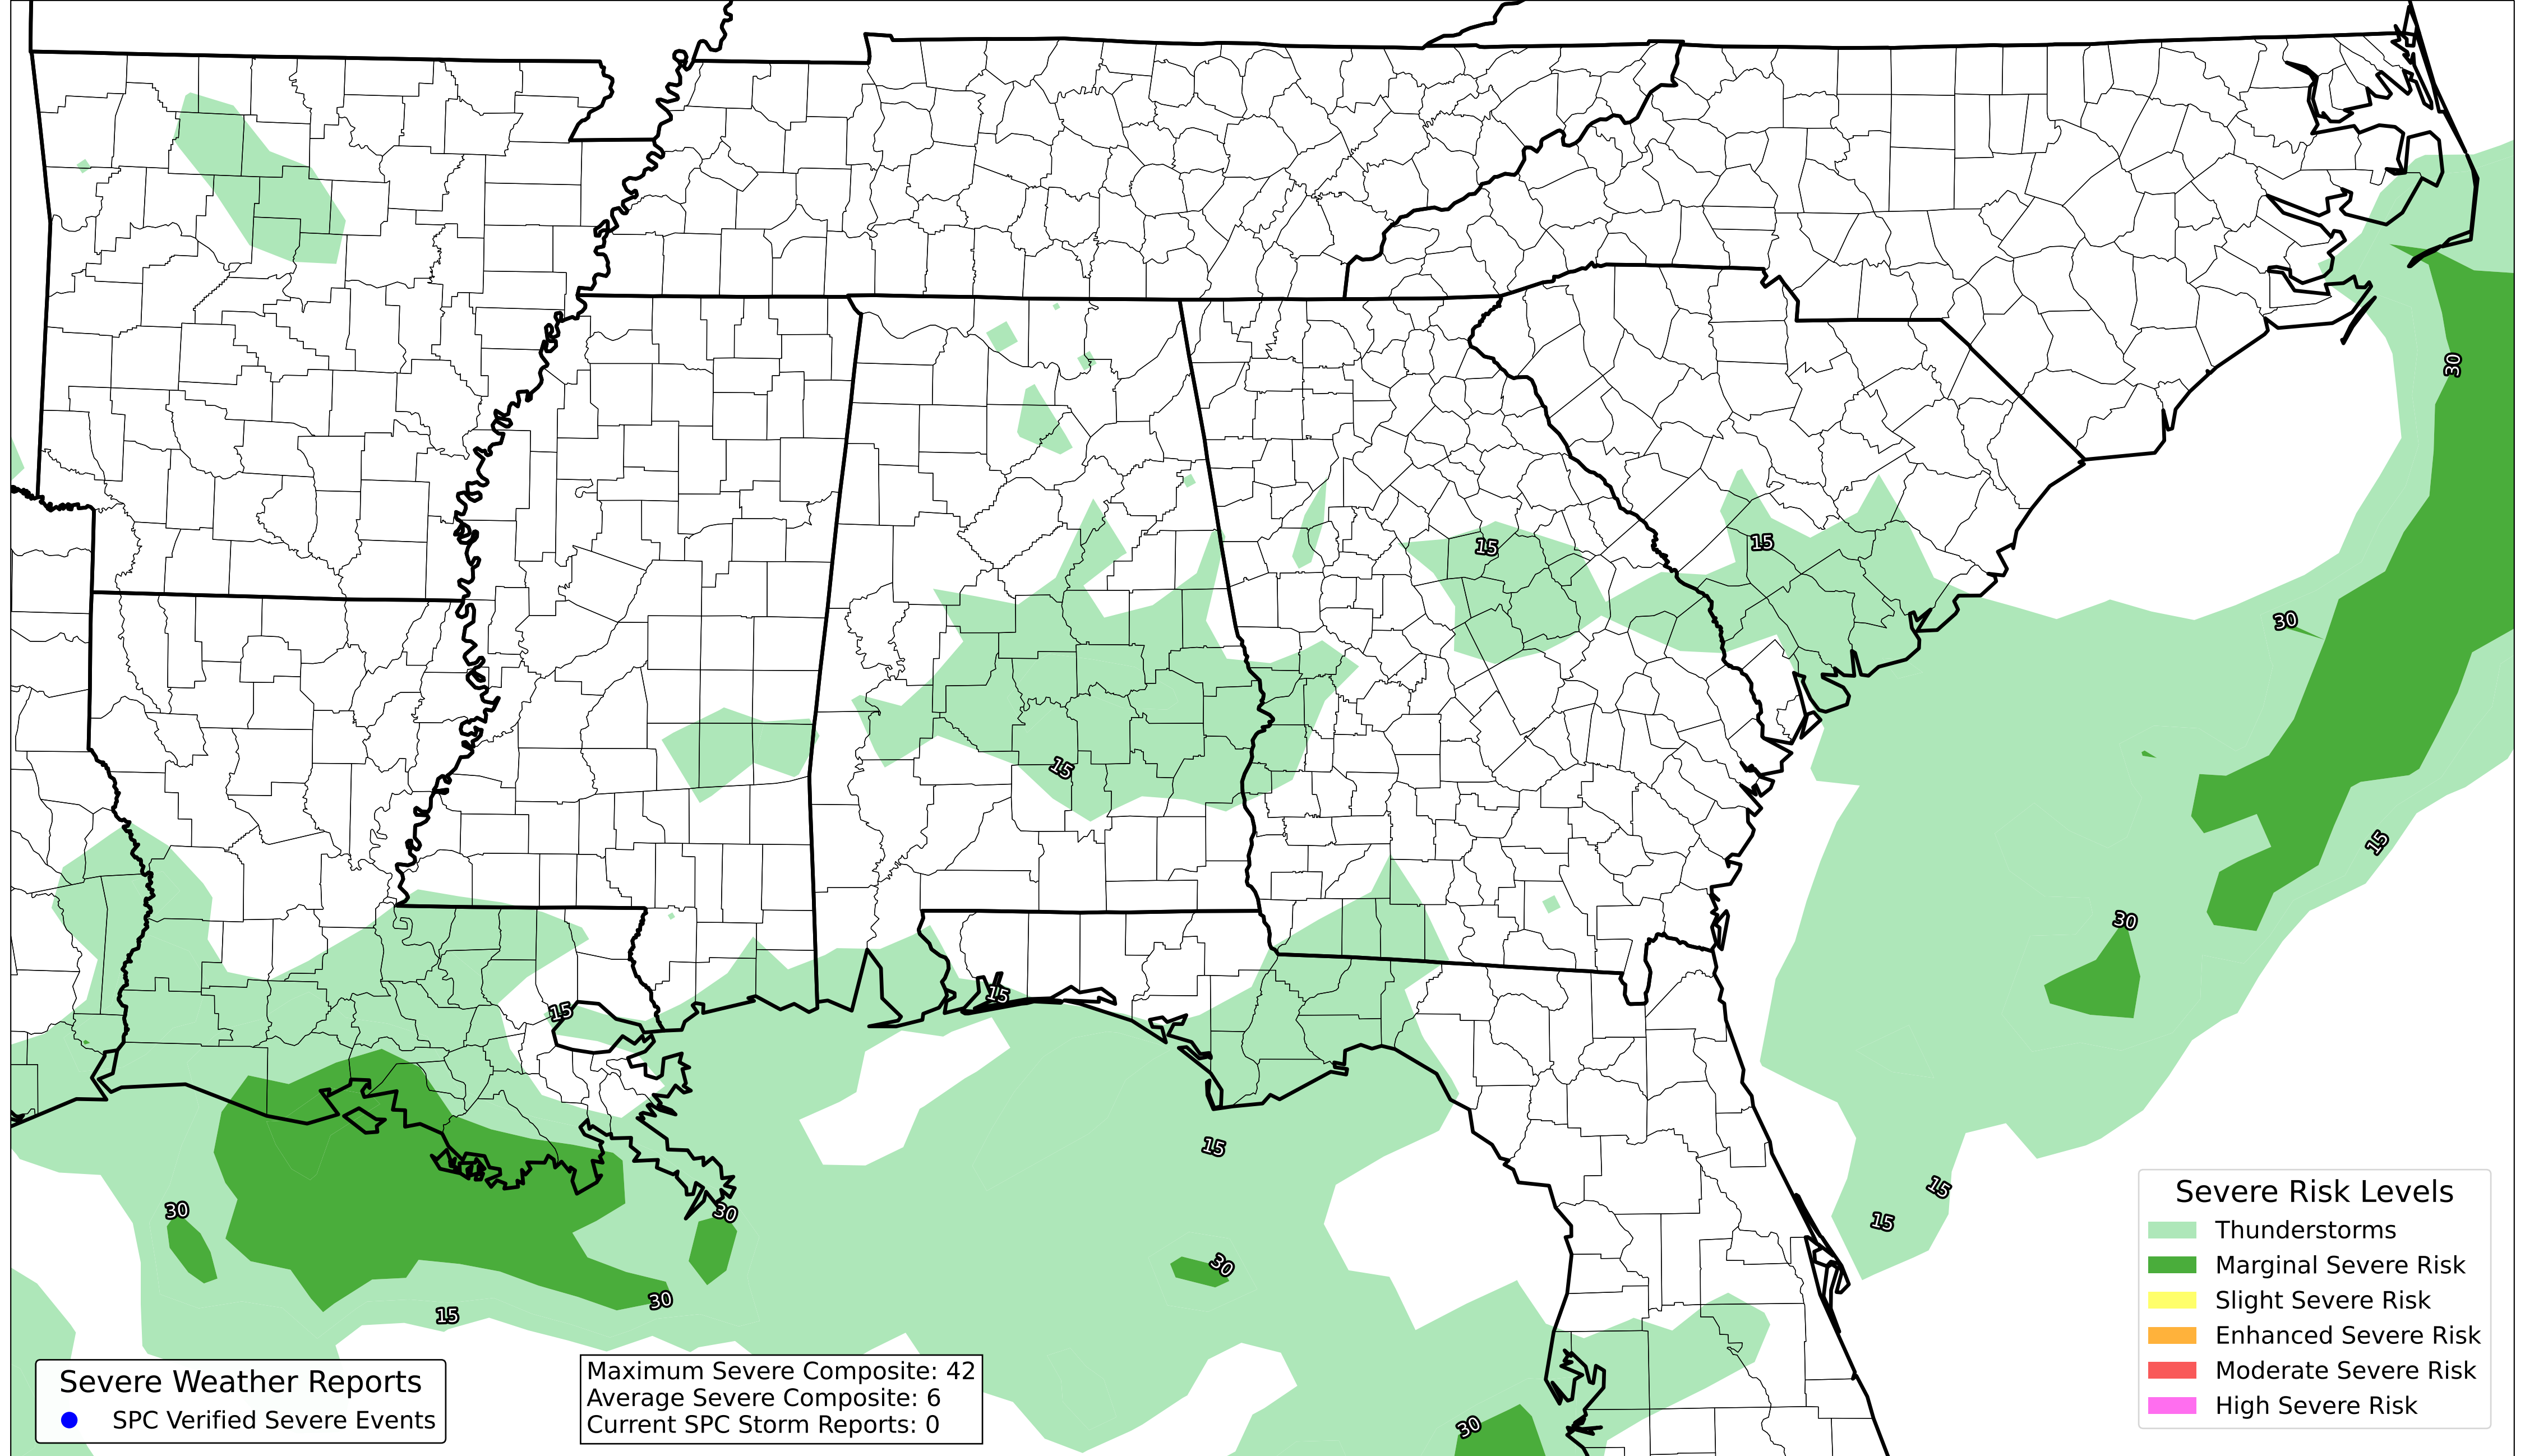 30
15
15
30
15
15
30
15
15
15
15
30
30
30
30
15
15
30
30
Severe Risk Levels
Thunderstorms
Marginal Severe Risk
Slight Severe Risk
Enhanced Severe Risk
Moderate Severe Risk
High Severe Risk
Severe Weather Reports
SPC Verified Severe Events
Maximum Severe Composite: 42
Average Severe Composite: 6
Current SPC Storm Reports: 0